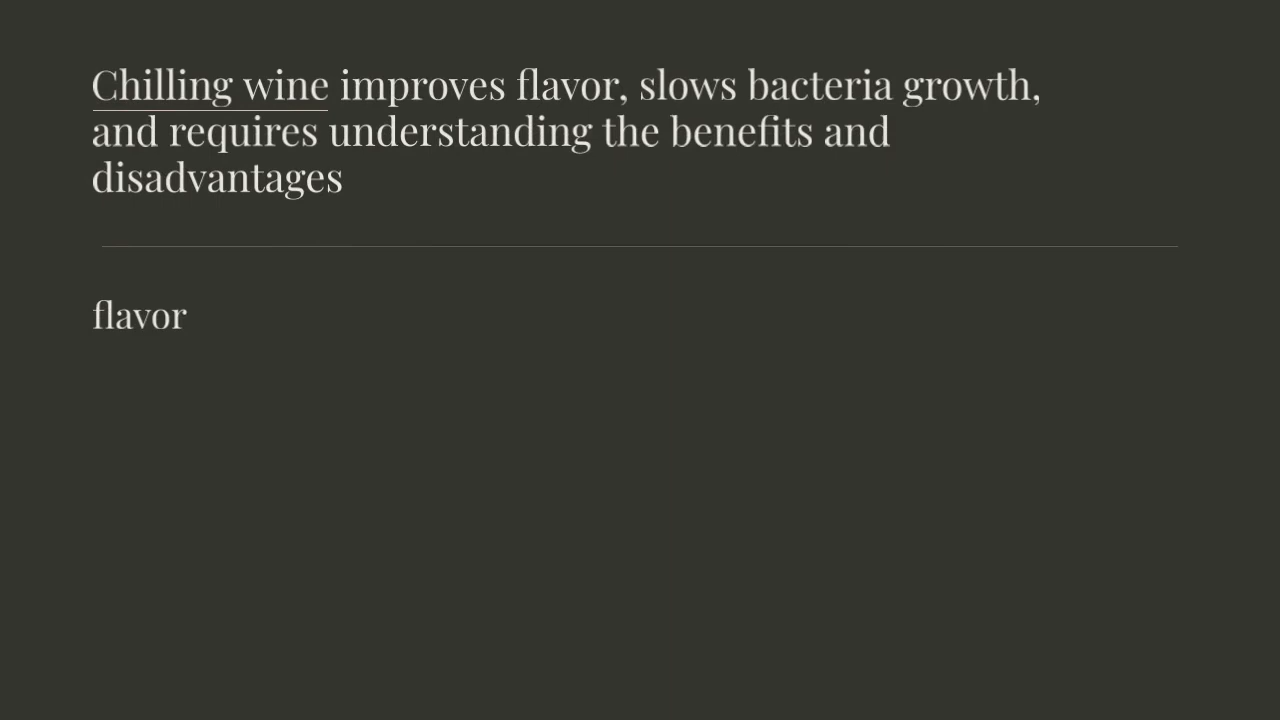 Chilling wine improves flavor, slows bacteria growth,
and requires understanding the benefits and
disadvantages
flavor